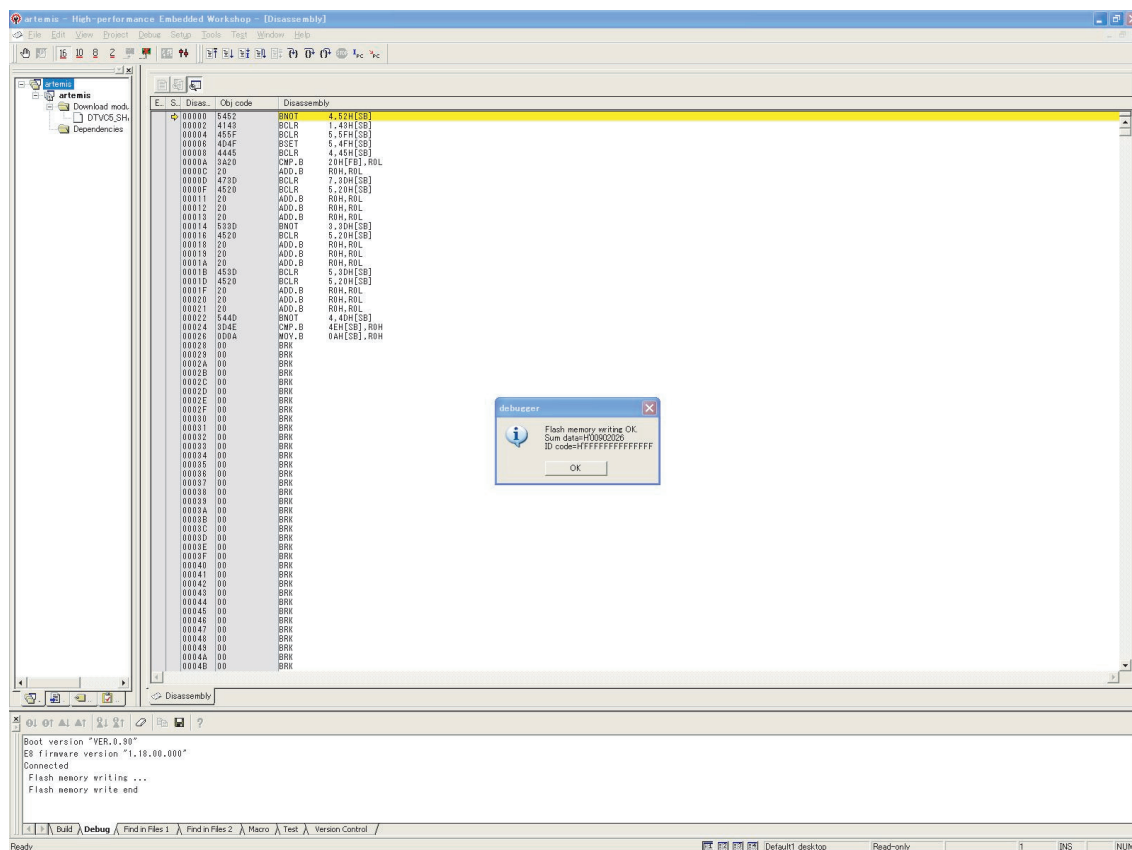 artemis - High-performance Embedded Workshop - [Disassembly]
File Edit View Project Debug Setup Tools Test Window Help
16 10 8 2
artemis
artemis
Download modu
DTVC5_SH
Dependencies
E.. S.. Disas.. Obj code Disassembly
00000 5452 BNOT 4,52H[SB]
00002 4143 BCLR 1,43H[SB]
00004 455F BCLR 5,5FH[SB]
00006 4D4F BSET 5,4FH[SB]
00008 4445 BCLR 4,45H[SB]
0000A 3A20 CMP.B 20H[FB],R0L
0000C 20 ADD.B R0H,R0L
0000D 473D BCLR 7,3DH[SB]
0000F 4520 BCLR 5,20H[SB]
00011 20 ADD.B R0H,R0L
00012 20 ADD.B R0H,R0L
00013 20 ADD.B R0H,R0L
00014 533D BNOT 3,3DH[SB]
00016 4520 BCLR 5,20H[SB]
00018 20 ADD.B R0H,R0L
00019 20 ADD.B R0H,R0L
0001A 20 ADD.B R0H,R0L
0001B 453D BCLR 5,3DH[SB]
0001D 4520 BCLR 5,20H[SB]
0001F 20 ADD.B R0H,R0L
00020 20 ADD.B R0H,R0L
00021 20 ADD.B R0H,R0L
00022 544D BNOT 4,4DH[SB]
00024 3D4E CMP.B 4EH[SB],R0H
00026 0D0A MOV.B 0AH[SB],R0H
00028 00 BRK
00029 00 BRK
0002A 00 BRK
0002B 00 BRK
0002C 00 BRK
0002D 00 BRK
0002E 00 BRK
0002F 00 BRK
00030 00 BRK
00031 00 BRK
00032 00 BRK
00033 00 BRK
00034 00 BRK
00035 00 BRK
00036 00 BRK
00037 00 BRK
00038 00 BRK
00039 00 BRK
0003A 00 BRK
0003B 00 BRK
0003C 00 BRK
0003D 00 BRK
0003E 00 BRK
0003F 00 BRK
00040 00 BRK
00041 00 BRK
00042 00 BRK
00043 00 BRK
00044 00 BRK
00045 00 BRK
00046 00 BRK
00047 00 BRK
00048 00 BRK
00049 00 BRK
0004A 00 BRK
0004B 00 BRK
debugger
Flash memory writing OK.
Sum data=H'00902026
ID code=H'FFFFFFFFFFFFFF
OK
Disassembly
Boot version "VER.0.90"
E8 firmware version "1.18.00.000"
Connected
Flash memory writing ...
Flash memory write end
Build Debug Find in Files 1 Find in Files 2 Macro Test Version Control
Ready Default1 desktop Read-only 1 INS NUM